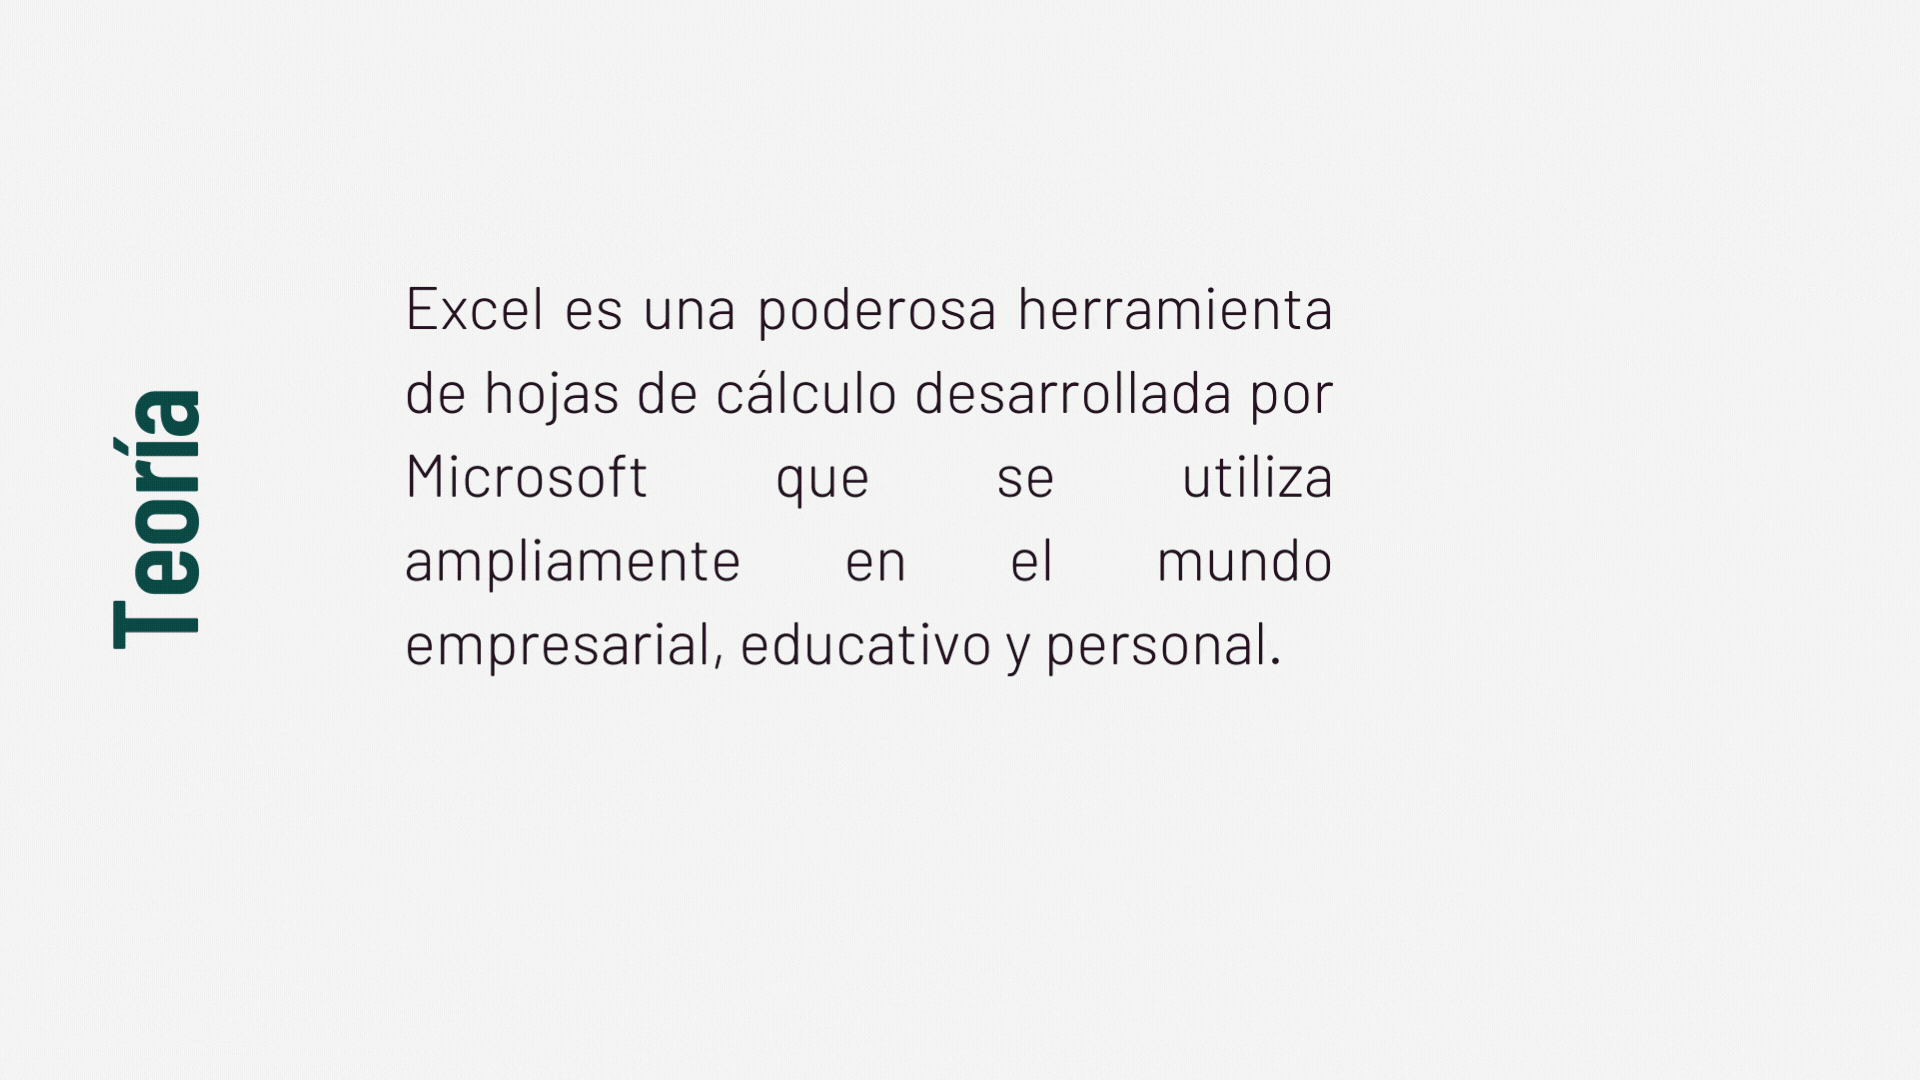 Teoría
Excel es una poderosa herramienta
de hojas de cálculo desarrollada por
Microsoft que se utiliza
ampliamente en el mundo
empresarial, educativo y personal.